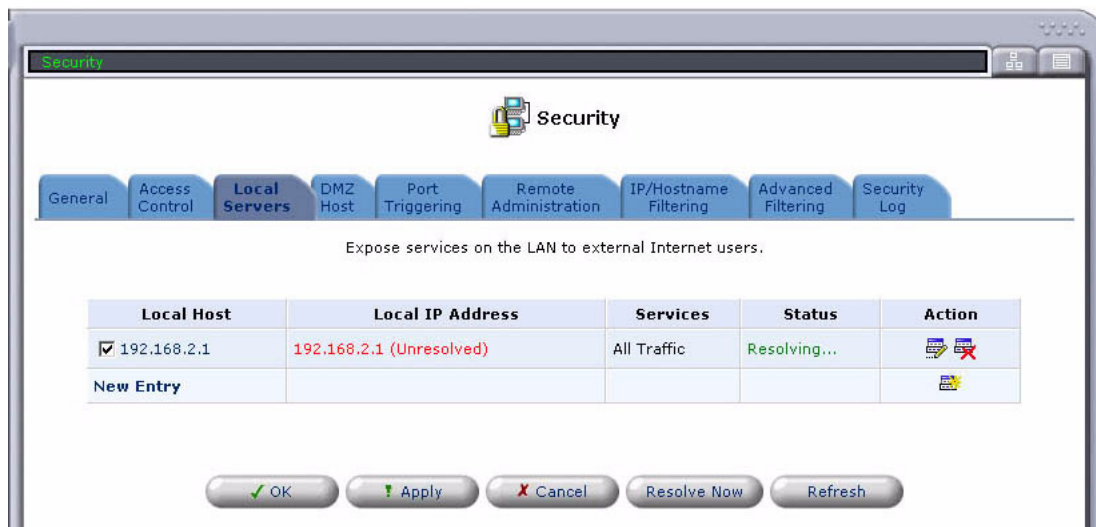 Security
Security
General
Access Control
Local Servers
DMZ Host
Port Triggering
Remote Administration
IP/Hostname Filtering
Advanced Filtering
Security Log
Expose services on the LAN to external Internet users.
Local Host Local IP Address Services Status Action
192.168.2.1 192.168.2.1 (Unresolved) All Traffic Resolving...
New Entry
OK Apply Cancel Resolve Now Refresh